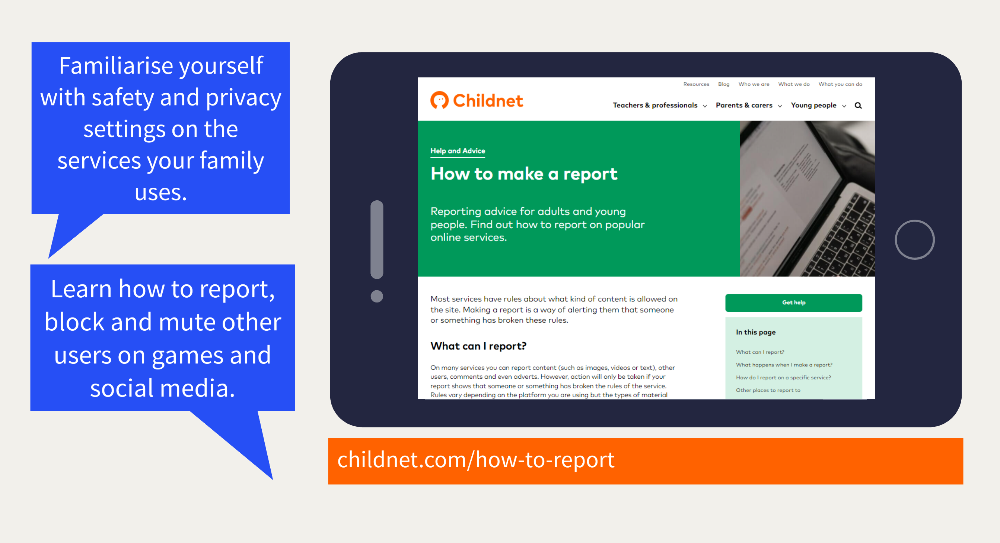 Familiarise yourself
with safety and privacy
settings on the
services your family
uses.
Learn how to report,
block and mute other
users on games and
social media.
Resources Blog Who we are What we do What you can do
Childnet
Teachers & professionals Parents & carers Young people
Help and Advice
How to make a report
Reporting advice for adults and young
people. Find out how to report on popular
online services.
Most services have rules about what kind of content is allowed on
the site. Making a report is a way of alerting them that someone
or something has broken these rules.
What can I report?
On many services you can report content (such as images, videos or text), other
users, comments and even adverts. However, action will only be taken if your
report shows that someone or something has broken the rules of the service.
Rules vary depending on the platform you are using but the types of material
Get help
In this page
What can I report?
What happens when I make a report?
How do I report on a specific service?
Other places to report to
childnet.com/how-to-report